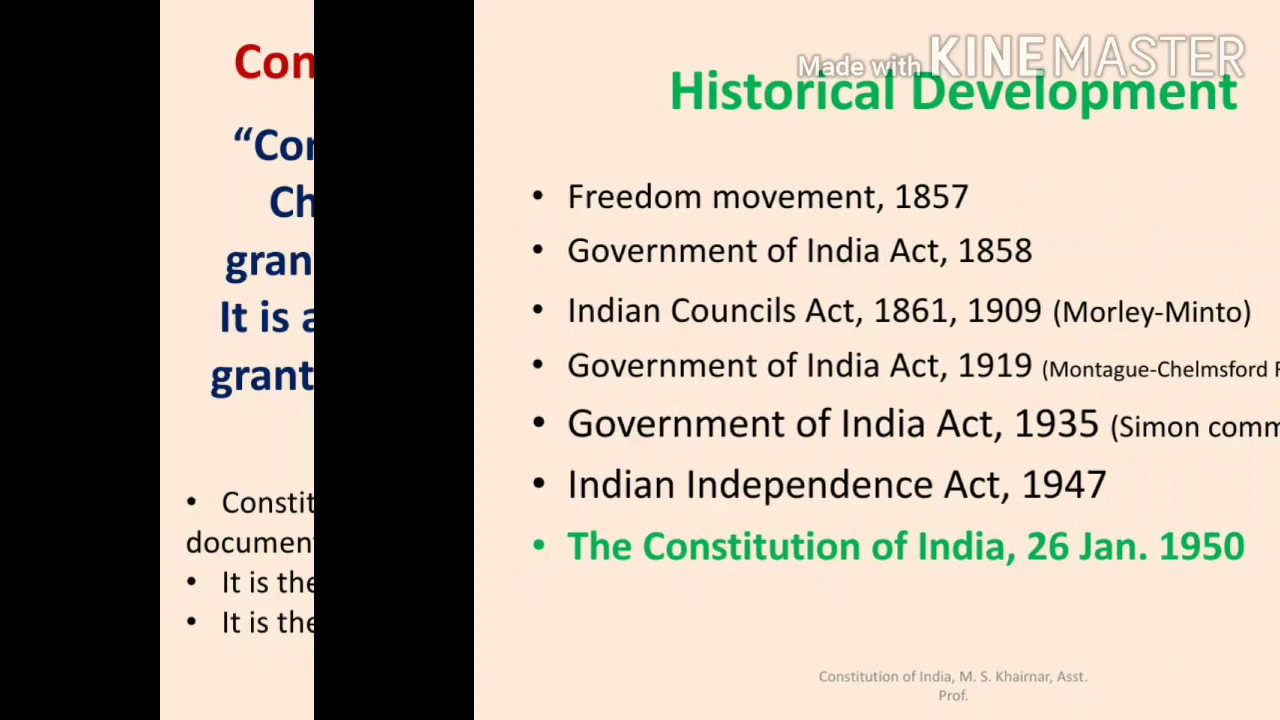 Con
“Con
Ch
gran
It is a
grant
• Constit
document
• It is the
• It is the
Made with KINEMASTER
Historical Development
• Freedom movement, 1857
• Government of India Act, 1858
• Indian Councils Act, 1861, 1909 (Morley-Minto)
• Government of India Act, 1919 (Montague-Chelmsford R
• Government of India Act, 1935 (Simon comm
• Indian Independence Act, 1947
• The Constitution of India, 26 Jan. 1950
Constitution of India, M. S. Khairnar, Asst.
Prof.